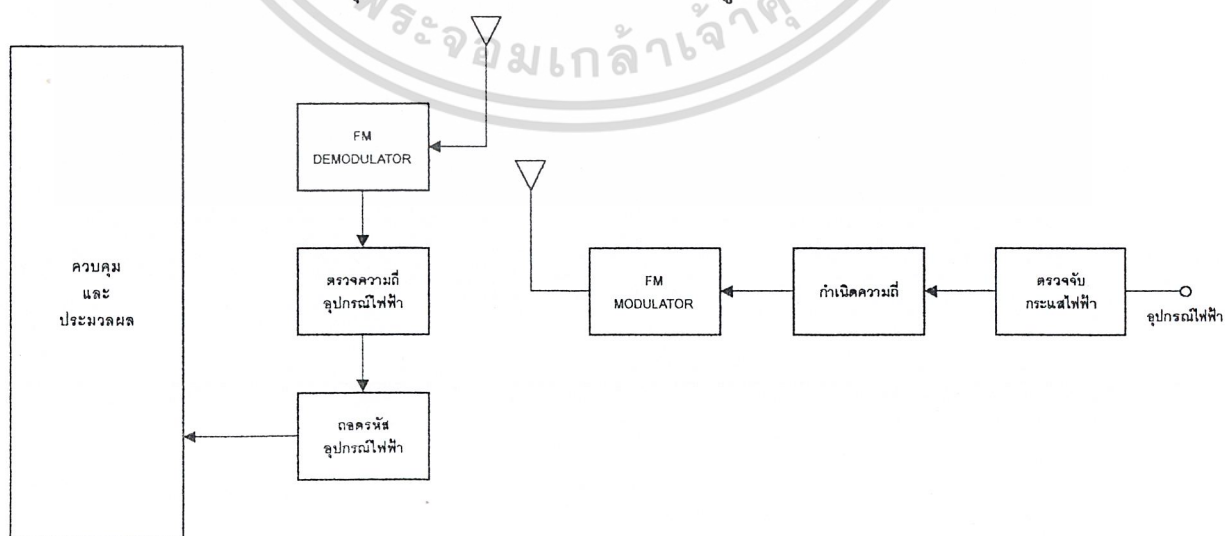 พระจอมเกล้าเจ้าคุ
FM
DEMODULATOR
ควบคุม
และ
ประมวลผล
ตรวจความถี่
อุปกรณ์ไฟฟ้า
FM
MODULATOR
กำเนิดความถี่
ตรวจจับ
กระแสไฟฟ้า
อุปกรณ์ไฟฟ้า
ถอดรหัส
อุปกรณ์ไฟฟ้า